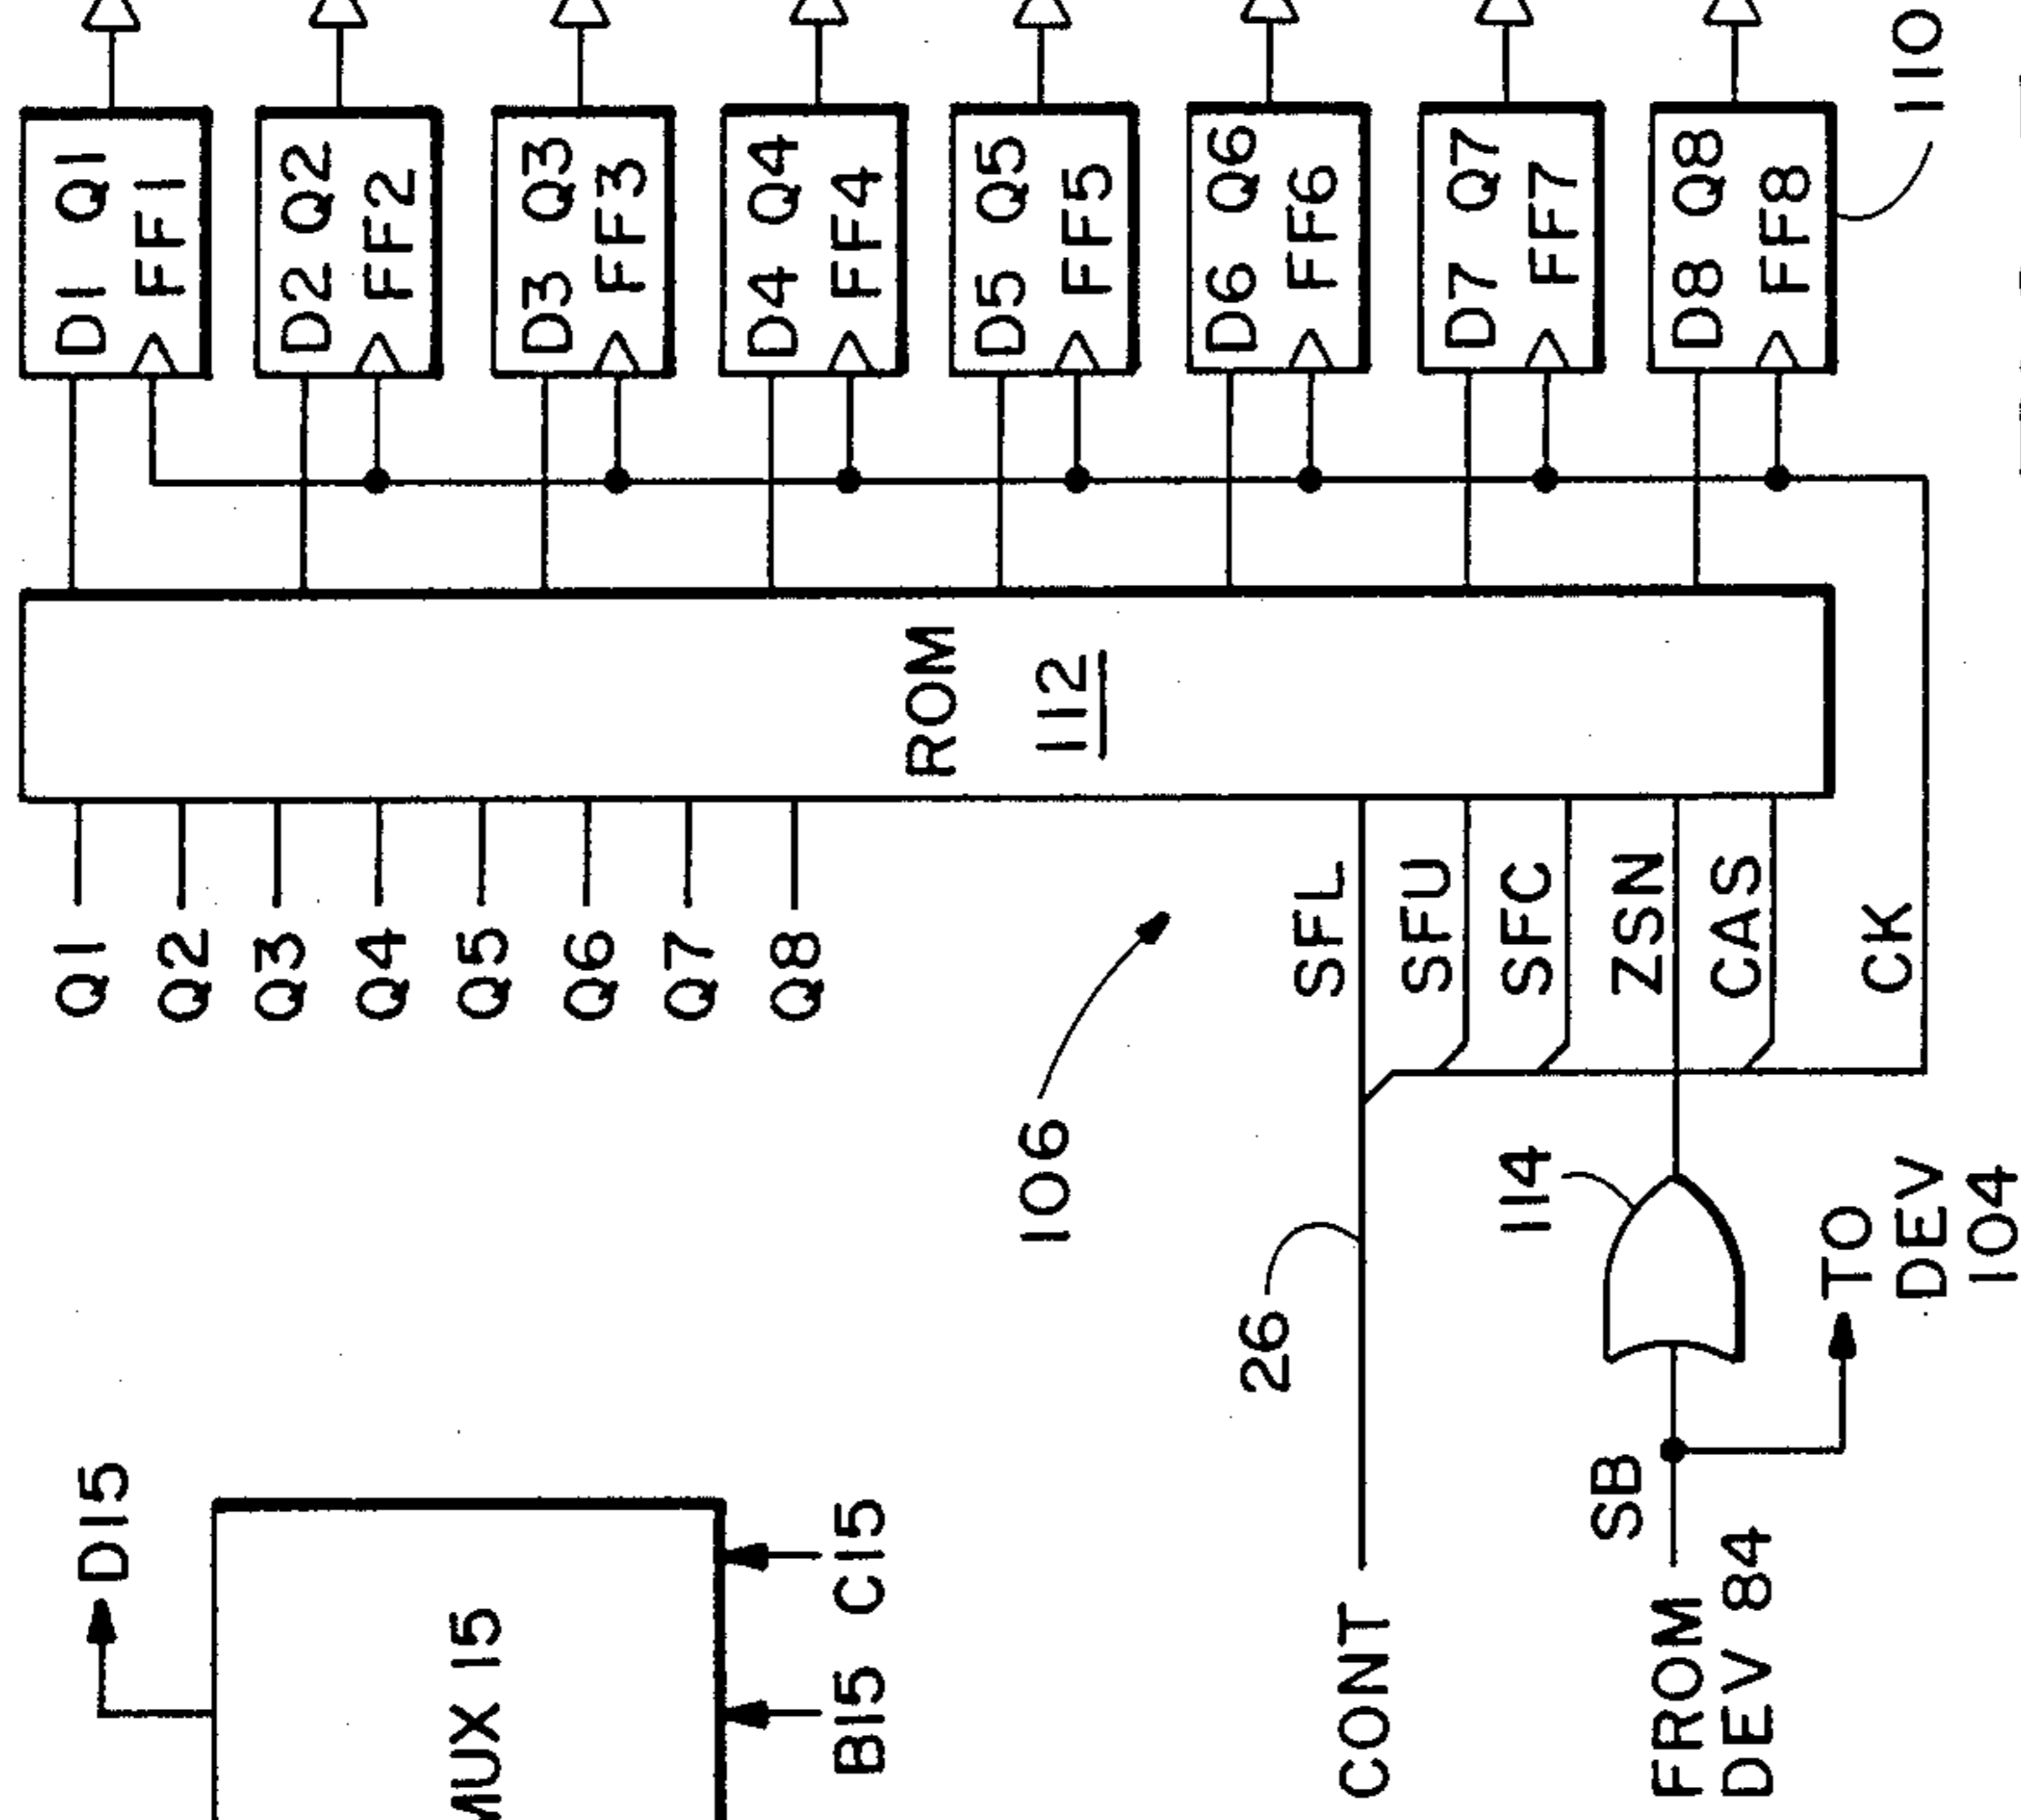 D1 Q1
FF1
D2 Q2
FF2
D3 Q3
FF3
D4 Q4
FF4
D5 Q5
FF5
D6 Q6
FF6
D7 Q7
FF7
D8 Q8
FF8
110
ROM
112
Q1
Q2
Q3
Q4
Q5
Q6
Q7
Q8
SFL
SFU
SFC
ZSN
CAS
CK
106
26
114
TO
DEV
104
SB
CONT
FROM
DEV 84
D15
MUX 15
B15 C15